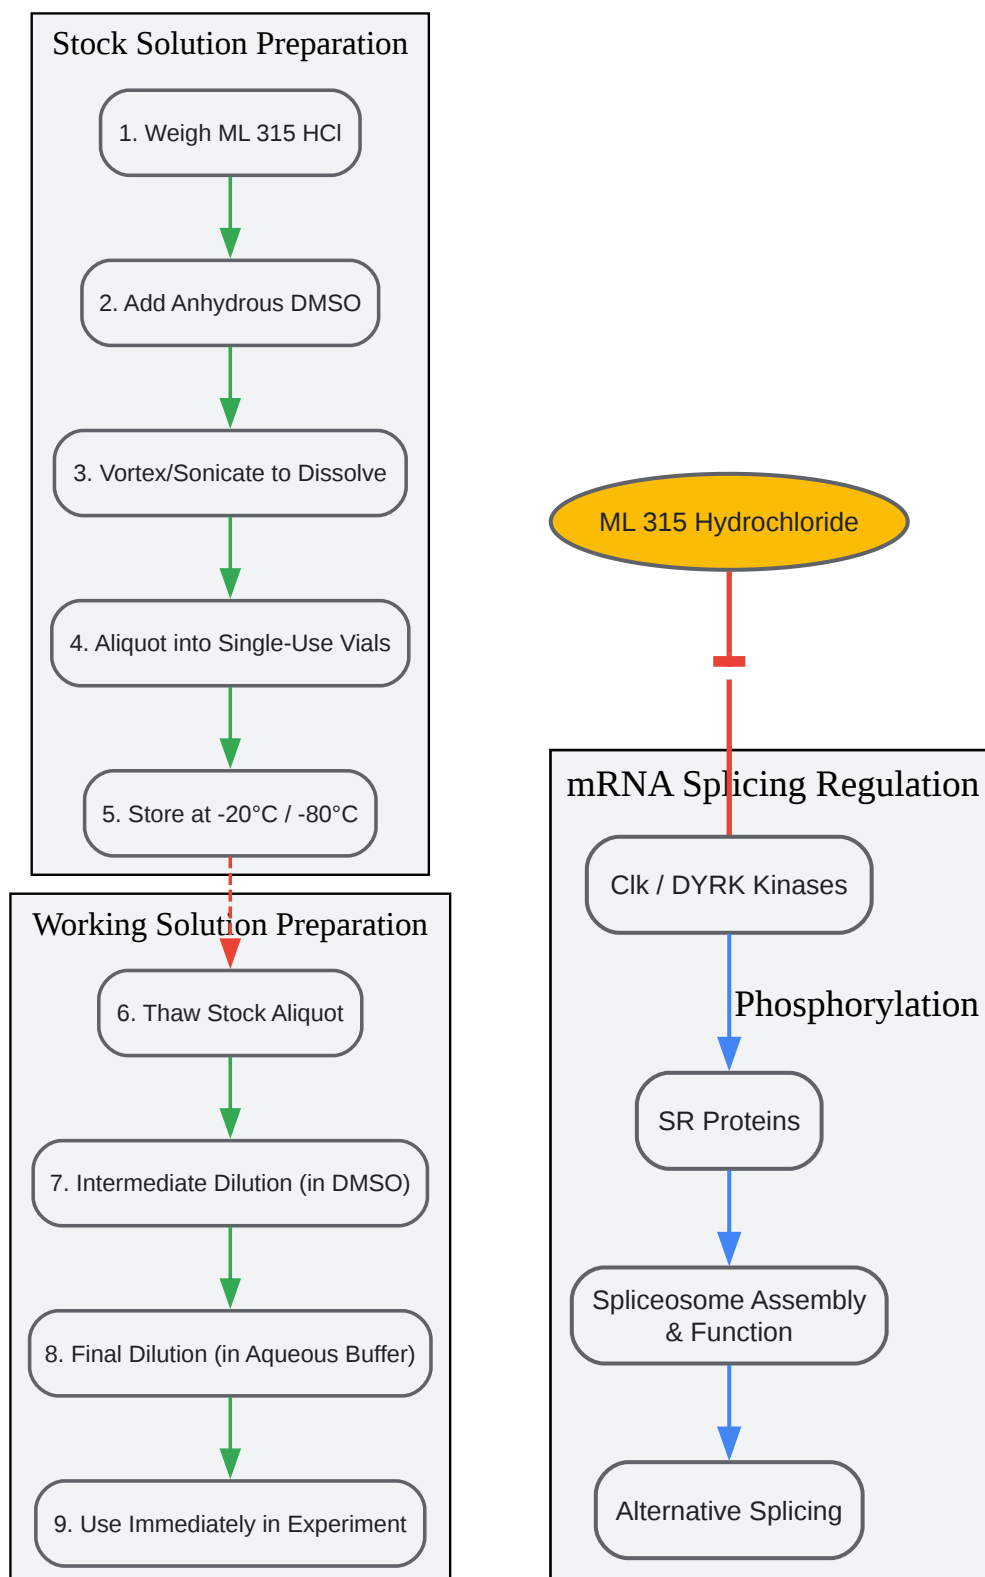 Stock Solution Preparation
1. Weigh ML 315 HCl
2. Add Anhydrous DMSO
3. Vortex/Sonicate to Dissolve
4. Aliquot into Single-Use Vials
5. Store at -20°C / -80°C
Working Solution Preparation
6. Thaw Stock Aliquot
7. Intermediate Dilution (in DMSO)
8. Final Dilution (in Aqueous Buffer)
9. Use Immediately in Experiment
ML 315 Hydrochloride
mRNA Splicing Regulation
Clk / DYRK Kinases
Phosphorylation
SR Proteins
Spliceosome Assembly
& Function
Alternative Splicing